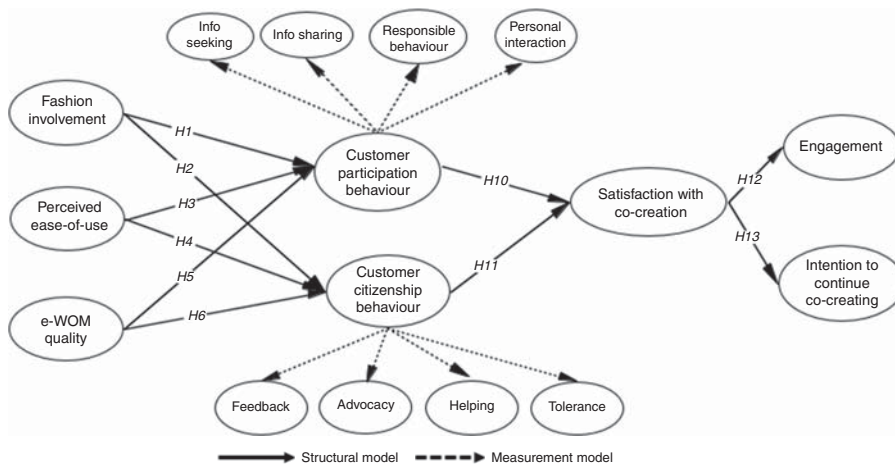 Info
seeking
Info sharing
Responsible
behaviour
Personal
interaction
Fashion
involvement
H1
H2
Customer
participation
behaviour
H10
Engagement
H12
Satisfaction with
co-creation
Perceived
ease-of-use
H3
H4
H13
H5
Customer
citizenship
behaviour
H11
Intention to
continue
co-creating
e-WOM
quality
H6
Feedback
Advocacy
Helping
Tolerance
Structural model
Measurement model